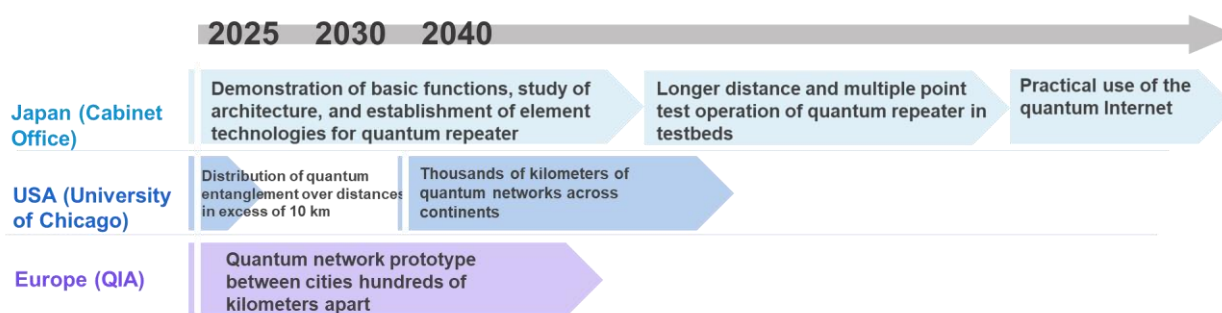 2025 2030 2040
Japan (Cabinet
Office)
Demonstration of basic functions, study of
architecture, and establishment of element
technologies for quantum repeater
Longer distance and multiple point
test operation of quantum repeater in
testbeds
Practical use of the
quantum Internet
USA (University
of Chicago)
Distribution of quantum
entanglement over distances
in excess of 10 km
Thousands of kilometers of
quantum networks across
continents
Europe (QIA)
Quantum network prototype
between cities hundreds of
kilometers apart